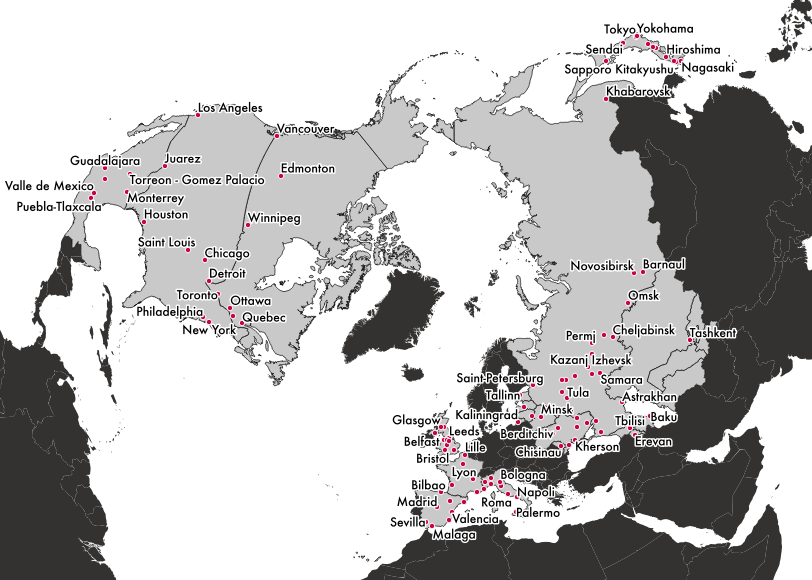 Tokyo
Yokohama
Sendai
Hiroshima
Sapporo
Kitakyushu
Nagasaki
Khabarovsk
Los Angeles
Vancouver
Guadalajara
Juarez
Edmonton
Torreon - Gomez Palacio
Valle de Mexico
Monterrey
Puebla-Tlaxcala
Houston
Winnipeg
Saint Louis
Chicago
Detroit
Novosibirsk
Barnaul
Toronto
Ottawa
Omsk
Philadelphia
Quebec
New York
Permj
Cheljabinsk
Tashkent
Kazanj
Izhevsk
Saint-Petersburg
Samara
Tallinn
Tula
Astrakhan
Kaliningrad
Minsk
Baku
Glasgow
Tbilisi
Leeds
Berditchiv
Belfast
Erevan
Lille
Kherson
Bristol
Chisinau
Lyon
Bologna
Bilbao
Napoli
Madrid
Roma
Palermo
Sevilla
Valencia
Malaga